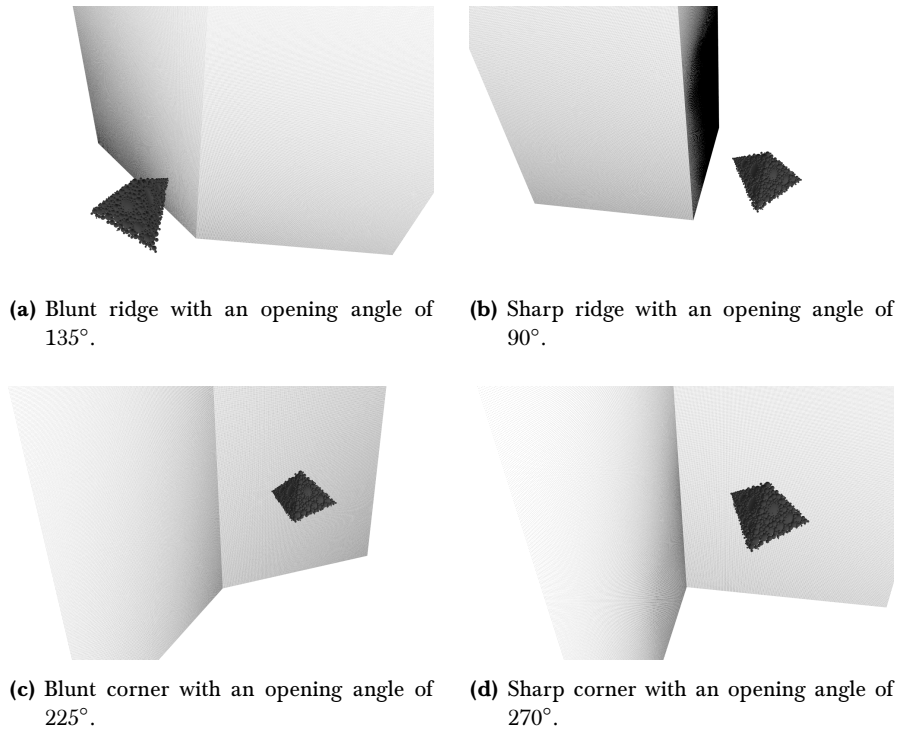 (a) Blunt ridge with an opening angle of
135°.
(b) Sharp ridge with an opening angle of
90°.
(c) Blunt corner with an opening angle of
225°.
(d) Sharp corner with an opening angle of
270°.